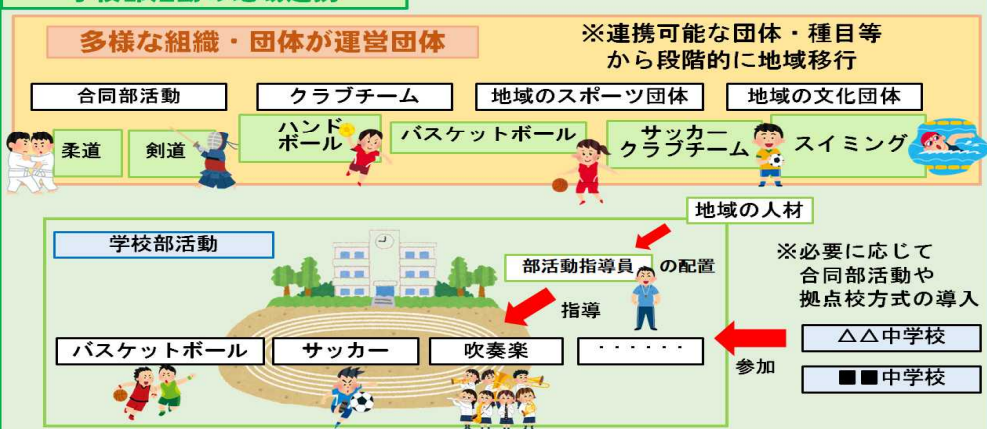 多様な組織・団体が運営団体
※連携可能な団体・種目等
から段階的に地域移行
合同部活動
クラブチーム
地域のスポーツ団体
地域の文化団体
柔道
剣道
ハンド
ボール
バスケットボール
サッカー
クラブチーム
スイミング
地域の人材
学校部活動
部活動指導員 の配置
指導
※必要に応じて
合同部活動や
拠点校方式の導入
バスケットボール
サッカー
吹奏楽
・・・・・・
参加
△△中学校
■■中学校